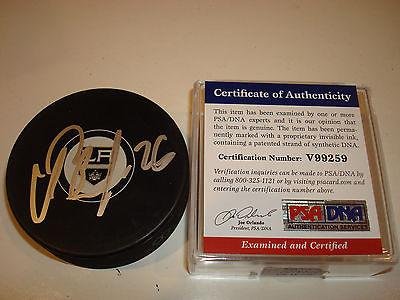 LA
26
Certificate of Authenticity
This item has been examined by one or more
PSA/DNA experts and it is our opinion that
the item is genuine. The item has been perma-
nently marked with a proprietary invisible ink,
containing a patented strand of synthetic DNA.
Certification Number: V99259
Verification inquiries can be made to PSA/DNA by
calling 800-325-1121 or by visiting psacard.com and
entering the certification number above.
Joe Orlando
President, PSA/DNA
PSA DNA
AUTHENTICATION SERVICES
Examined and Certified